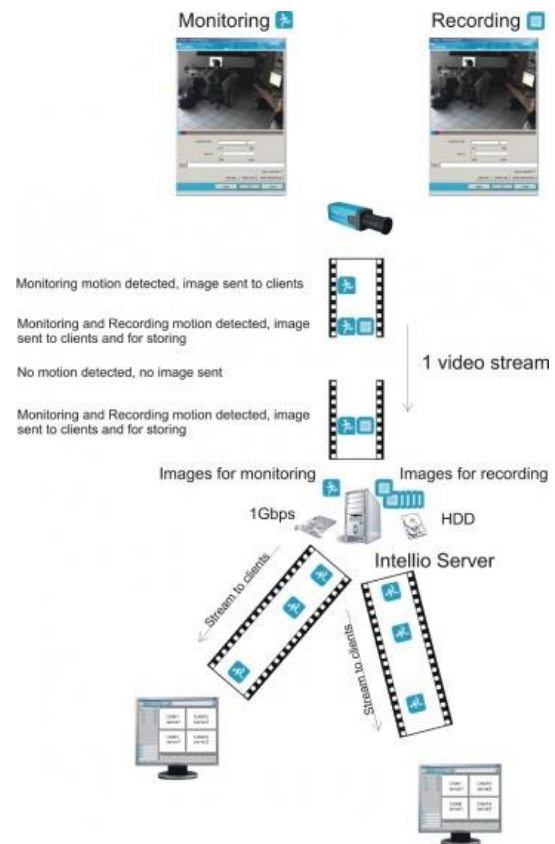 Monitoring
Recording
Monitoring motion detected, image sent to clients
Monitoring and Recording motion detected, image
sent to clients and for storing
No motion detected, no image sent
Monitoring and Recording motion detected, image
sent to clients and for storing
1 video stream
Images for monitoring
Images for recording
1Gbps
HDD
Intellio Server
Stream to clients
Stream to clients